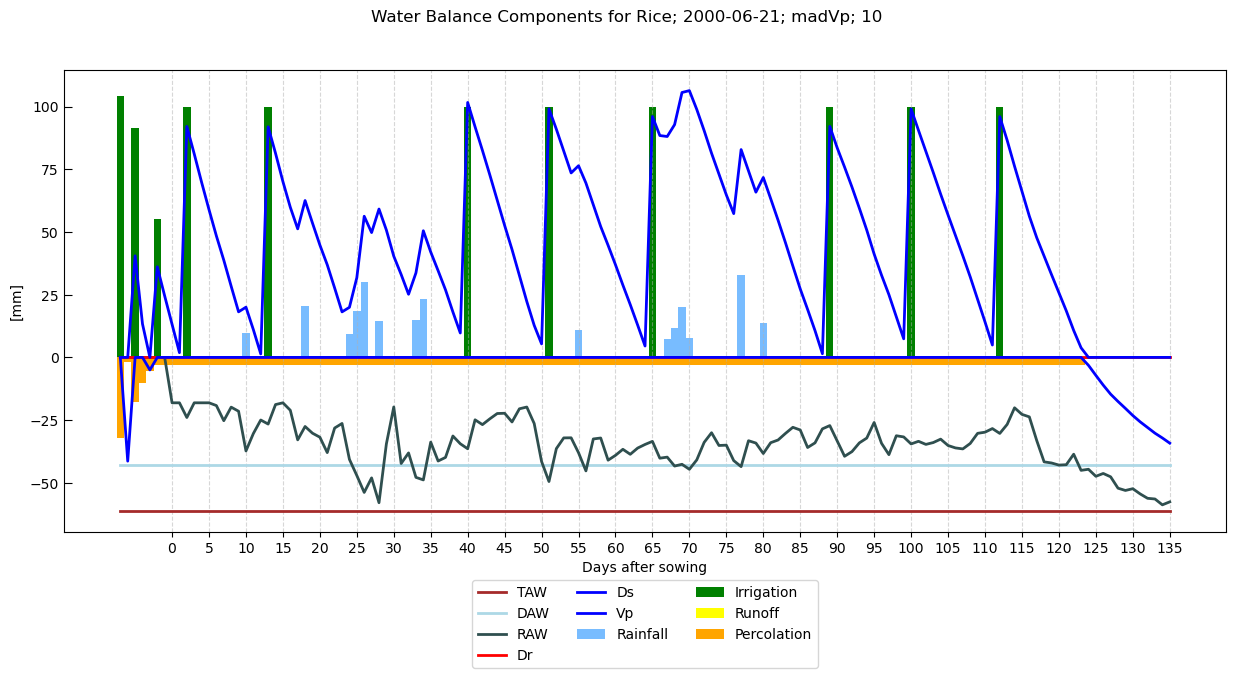 Water Balance Components for Rice; 2000-06-21; madVp; 10
100
75
50
25
0
−25
−50
[mm]
0 5 10 15 20 25 30 35 40 45 50 55 60 65 70 75 80 85 90 95 100 105 110 115 120 125 130 135
Days after sowing
TAW Ds Irrigation
DAW Vp Runoff
RAW Rainfall Percolation
Dr